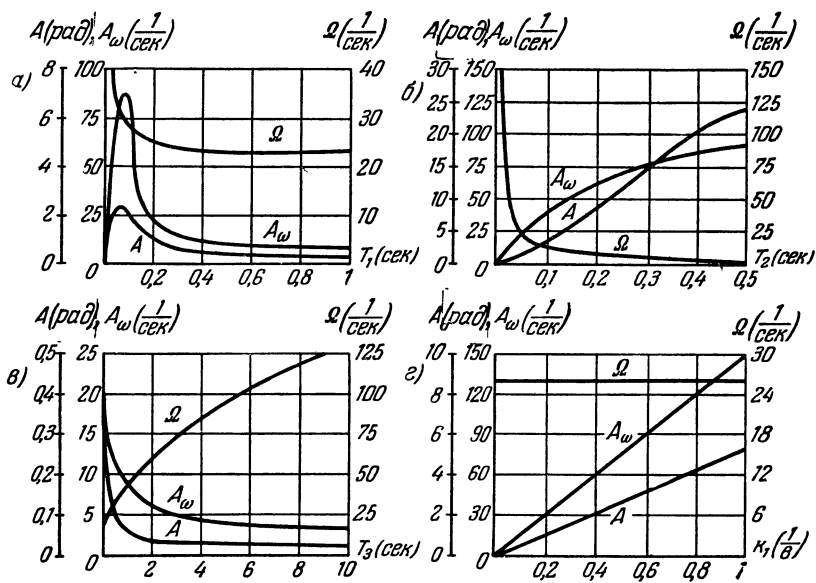 A(рад), Aω(1/сек) Ω(1/сек)
а) 8 100 40
6 75 30
4 50 20
2 25 10
0 0 0,2 0,4 0,6 0,8 1
Ω
Aω
A
T₁(сек)
A(рад), Aω(1/сек) Ω(1/сек)
б) 30 150 150
25 125 125
20 100 100
15 75 75
10 50 50
5 25 25
0 0 0,1 0,2 0,3 0,4 0,5
Aω
A
Ω
T₂(сек)
A(рад), Aω(1/сек) Ω(1/сек)
в) 0,5 25 125
0,4 20 100
0,3 15 75
0,2 10 50
0,1 5 25
0 0 2 4 6 8 10
Ω
Aω
A
T₃(сек)
A(рад), Aω(1/сек) Ω(1/сек)
г) 10 150 30
8 120 24
6 90 18
4 60 12
2 30 6
0 0 0,2 0,4 0,6 0,8 1
Ω
Aω
A
к₁(1/в)